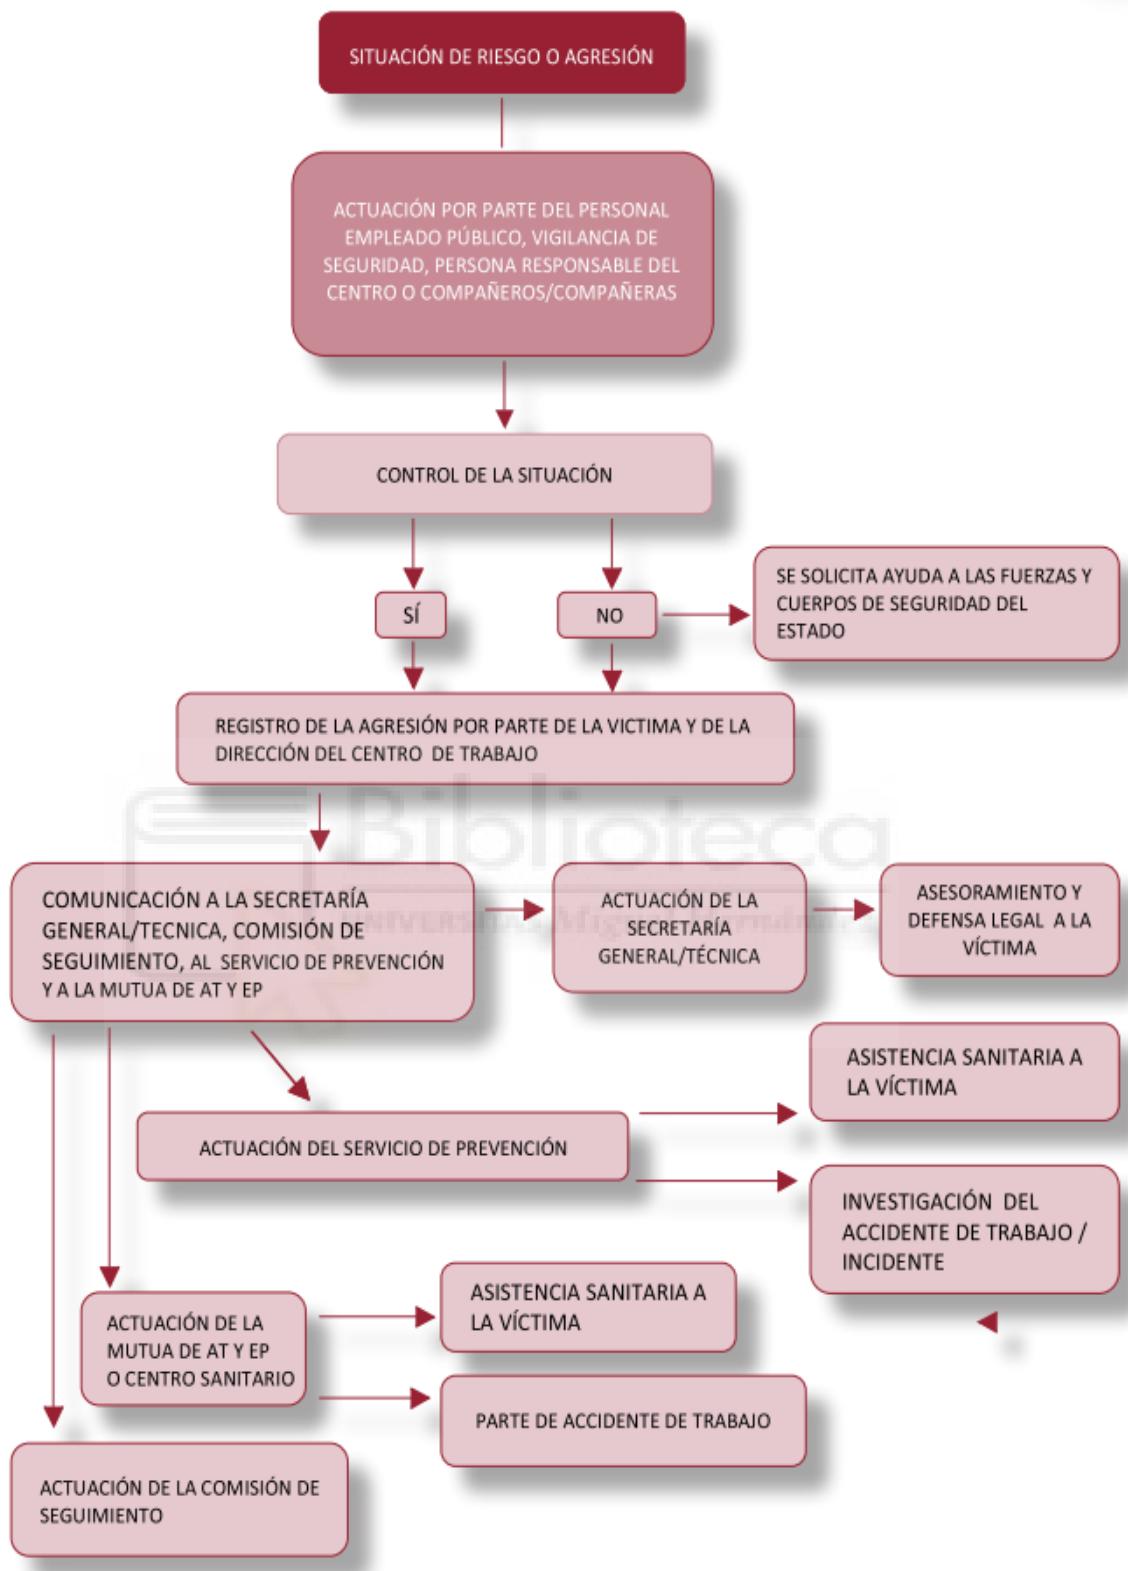 SITUACIÓN DE RIESGO O AGRESIÓN
ACTUACIÓN POR PARTE DEL PERSONAL
EMPLEADO PÚBLICO, VIGILANCIA DE
SEGURIDAD, PERSONA RESPONSABLE DEL
CENTRO O COMPAÑEROS/COMPAÑERAS
CONTROL DE LA SITUACIÓN
SÍ
NO
SE SOLICITA AYUDA A LAS FUERZAS Y
CUERPOS DE SEGURIDAD DEL
ESTADO
REGISTRO DE LA AGRESIÓN POR PARTE DE LA VICTIMA Y DE LA
DIRECCIÓN DEL CENTRO DE TRABAJO
Biblioteca
UNIVERSITAS Miguel Hernández
COMUNICACIÓN A LA SECRETARÍA
GENERAL/TECNICA, COMISIÓN DE
SEGUIMIENTO, AL SERVICIO DE PREVENCIÓN
Y A LA MUTUA DE AT Y EP
ACTUACIÓN DE LA
SECRETARÍA
GENERAL/TÉCNICA
ASESORAMIENTO Y
DEFENSA LEGAL A LA
VÍCTIMA
ACTUACIÓN DEL SERVICIO DE PREVENCIÓN
ASISTENCIA SANITARIA A
LA VÍCTIMA
INVESTIGACIÓN DEL
ACCIDENTE DE TRABAJO /
INCIDENTE
ACTUACIÓN DE LA
MUTUA DE AT Y EP
O CENTRO SANITARIO
ASISTENCIA SANITARIA A
LA VÍCTIMA
PARTE DE ACCIDENTE DE TRABAJO
ACTUACIÓN DE LA COMISIÓN DE
SEGUIMIENTO